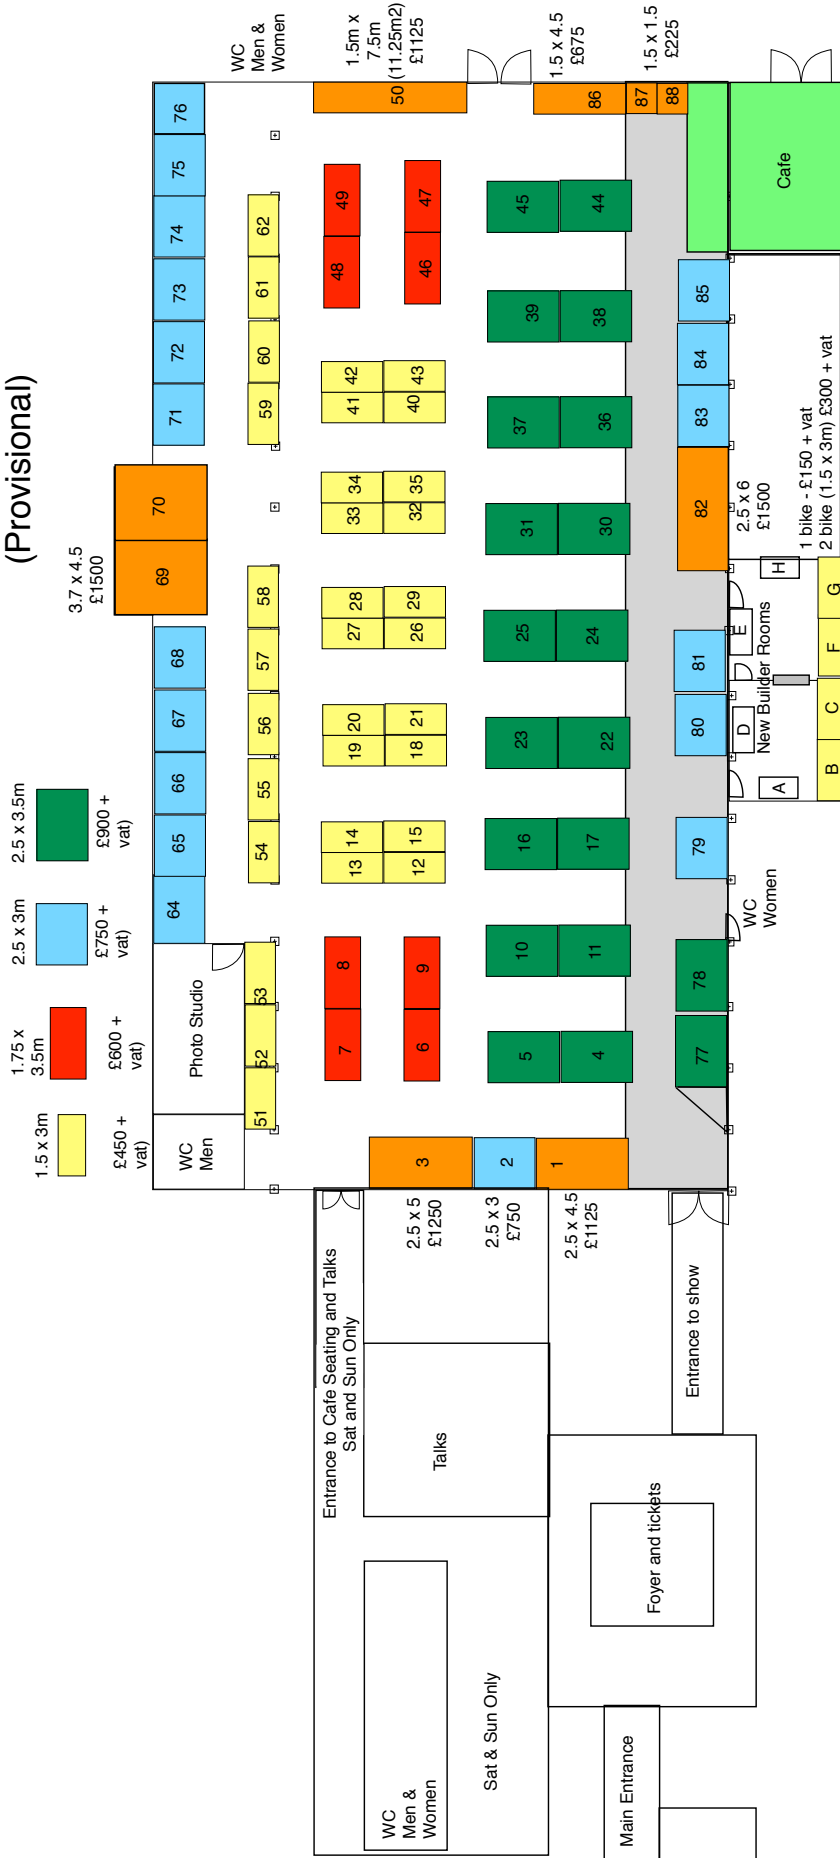 (Provisional)
1.5 x 3m
£450 +
vat)
1.75 x
3.5m
£600 +
vat)
2.5 x 3m
£750 +
vat)
2.5 x 3.5m
£900 +
vat)
3.7 x 4.5
£1500
WC
Men
Photo Studio
64
65
66
67
68
69
70
71
72
73
74
75
76
WC
Men &
Women
51
52
53
54
55
56
57
58
59
60
61
62
1.5m x
7.5m
(11.25m2)
£1125
50
7
8
13
14
19
20
27
28
33
34
41
42
48
49
6
9
12
15
18
21
26
29
32
35
40
43
46
47
1.5 x 4.5
£675
86
1.5 x 1.5
£225
87
88
5
10
16
23
25
31
37
39
45
4
11
17
22
24
30
36
38
44
3
2.5 x 5
£1250
2
2.5 x 3
£750
1
2.5 x 4.5
£1125
77
78
79
80
81
82
83
84
85
2.5 x 6
£1500
Cafe
WC
Women
New Builder Rooms
A
D
E
H
B
C
F
G
1 bike - £150 + vat
2 bike (1.5 x 3m) £300 + vat
Entrance to Cafe Seating and Talks
Sat and Sun Only
Talks
WC
Men &
Women
Sat & Sun Only
Entrance to show
Foyer and tickets
Main Entrance